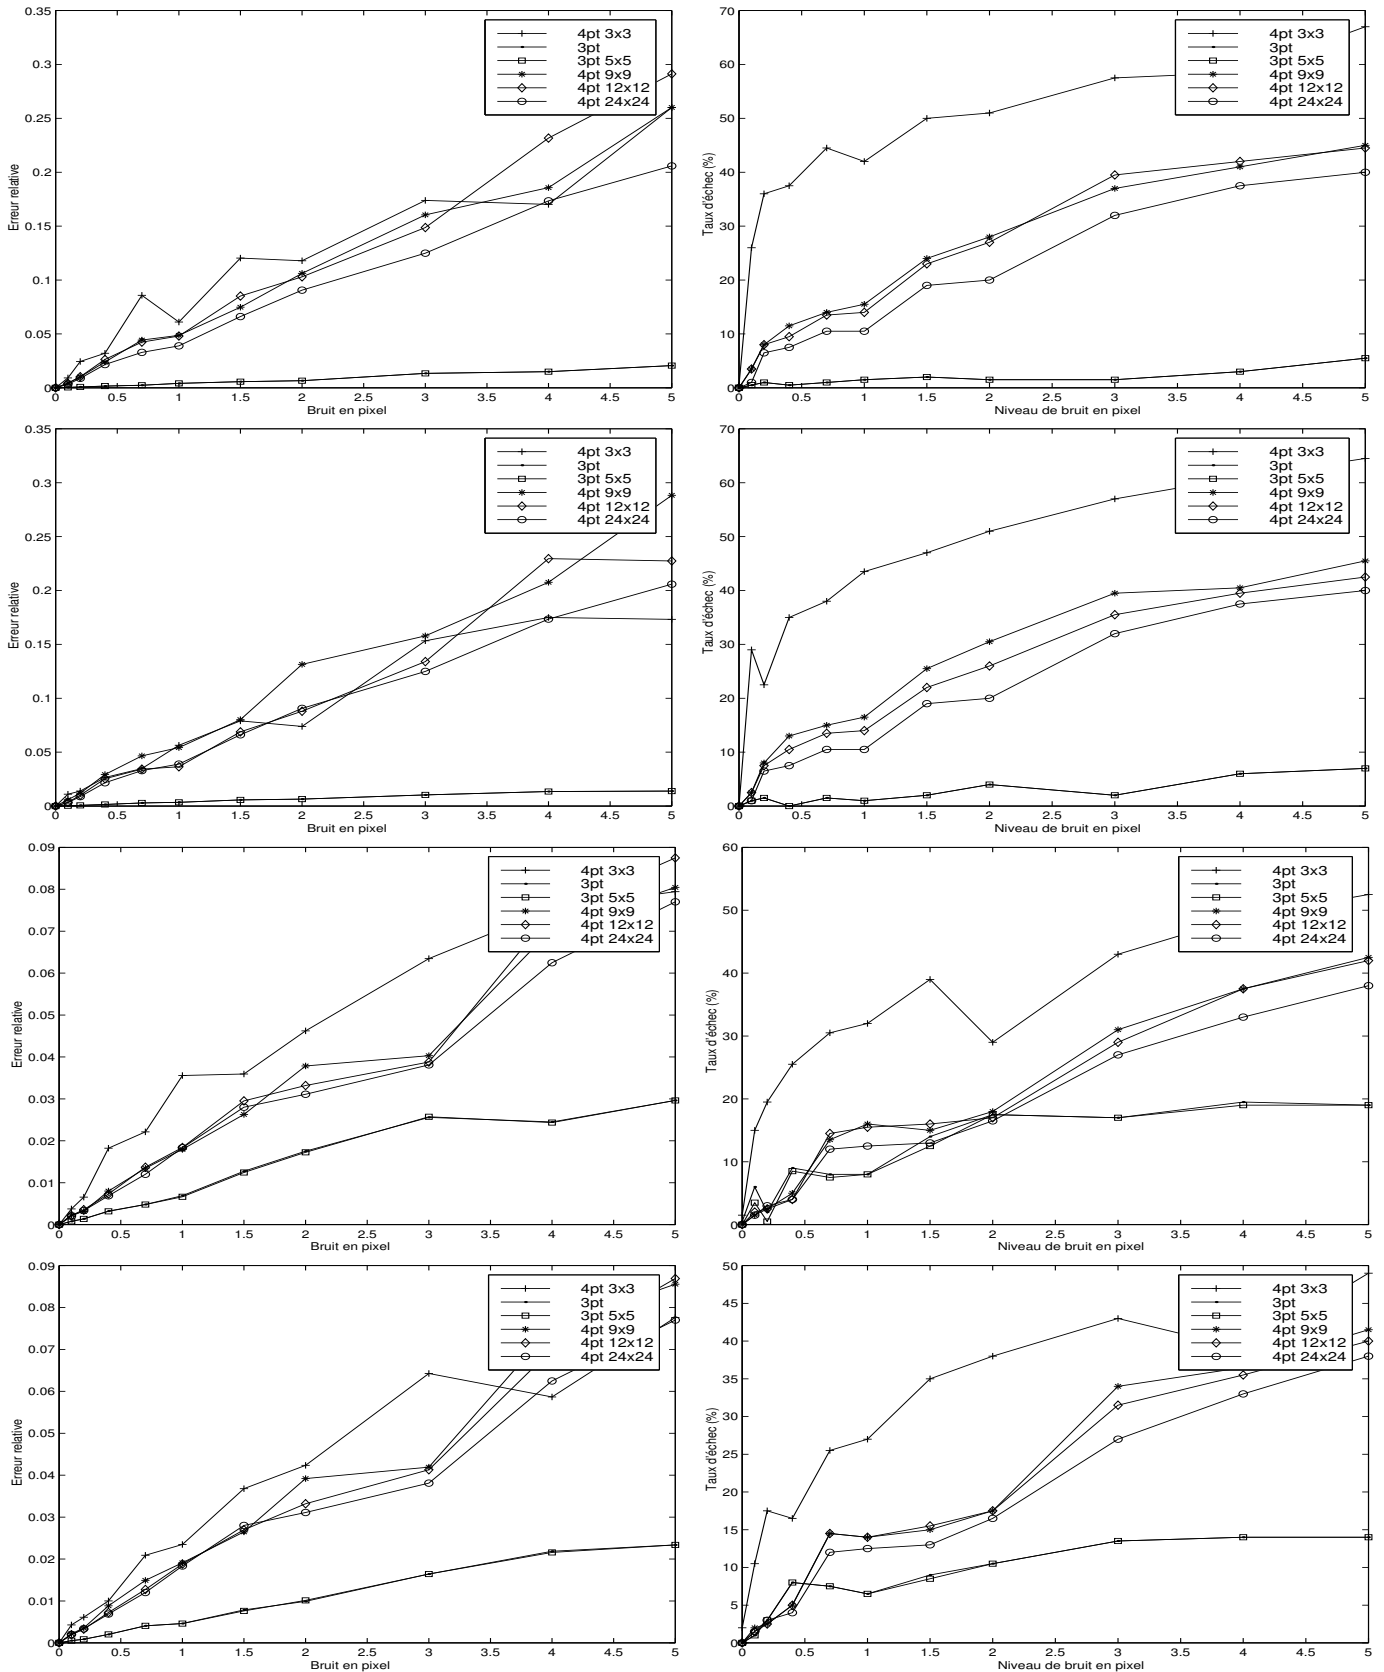 0.35
0.3
0.25
0.2
0.15
0.1
0.05
0
Erreur relative
4pt 3x3
3pt
3pt 5x5
4pt 9x9
4pt 12x12
4pt 24x24
0 0.5 1 1.5 2 2.5 3 3.5 4 4.5 5
Bruit en pixel
70
60
50
40
30
20
10
0
Taux d'échec (%)
4pt 3x3
3pt
3pt 5x5
4pt 9x9
4pt 12x12
4pt 24x24
0 0.5 1 1.5 2 2.5 3 3.5 4 4.5 5
Niveau de bruit en pixel
0.35
0.3
0.25
0.2
0.15
0.1
0.05
0
Erreur relative
4pt 3x3
3pt
3pt 5x5
4pt 9x9
4pt 12x12
4pt 24x24
0 0.5 1 1.5 2 2.5 3 3.5 4 4.5 5
Bruit en pixel
70
60
50
40
30
20
10
0
Taux d'échec (%)
4pt 3x3
3pt
3pt 5x5
4pt 9x9
4pt 12x12
4pt 24x24
0 0.5 1 1.5 2 2.5 3 3.5 4 4.5 5
Niveau de bruit en pixel
0.09
0.08
0.07
0.06
0.05
0.04
0.03
0.02
0.01
0
Erreur relative
4pt 3x3
3pt
3pt 5x5
4pt 9x9
4pt 12x12
4pt 24x24
0 0.5 1 1.5 2 2.5 3 3.5 4 4.5 5
Bruit en pixel
60
50
40
30
20
10
0
Taux d'échec (%)
4pt 3x3
3pt
3pt 5x5
4pt 9x9
4pt 12x12
4pt 24x24
0 0.5 1 1.5 2 2.5 3 3.5 4 4.5 5
Niveau de bruit en pixel
0.09
0.08
0.07
0.06
0.05
0.04
0.03
0.02
0.01
0
Erreur relative
4pt 3x3
3pt
3pt 5x5
4pt 9x9
4pt 12x12
4pt 24x24
0 0.5 1 1.5 2 2.5 3 3.5 4 4.5 5
Bruit en pixel
50
45
40
35
30
25
20
15
10
5
0
Taux d'échec (%)
4pt 3x3
3pt
3pt 5x5
4pt 9x9
4pt 12x12
4pt 24x24
0 0.5 1 1.5 2 2.5 3 3.5 4 4.5 5
Niveau de bruit en pixel